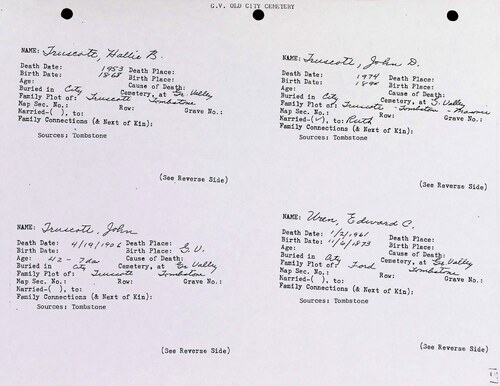 G.V. OLD CITY CEMETERY
NAME: Truscott, Hallie B.
Death Date: 1953 Death Place:
Birth Date: 1868 Birth Place:
Age: Cause of Death:
Buried in City Cemetery, at Gr. Valley
Family Plot of: Truscott Tombstone
Map Sec. No.: Row: Grave No.:
Married-( ), to:
Family Connections (& Next of Kin):
Sources: Tombstone
(See Reverse Side)
NAME: Truscott, John D.
Death Date: 1974 Death Place:
Birth Date: 1894 Birth Place:
Age: Cause of Death:
Buried in City Cemetery, at G. Valley
Family Plot of: Truscott - Tombstone - Masonic
Map Sec. No.: Row: Grave No.:
Married-(✓), to: Ruth
Family Connections (& Next of Kin):
Sources: Tombstone
(See Reverse Side)
NAME: Truscott, John
Death Date: 4/19/1906 Death Place: G.V.
Birth Date: Birth Place:
Age: 42 - 7da Cause of Death:
Buried in City Cemetery, at Gr. Valley
Family Plot of: Truscott Tombstone
Map Sec. No.: Row: Grave No.:
Married-( ), to:
Family Connections (& Next of Kin):
Sources: Tombstone
(See Reverse Side)
NAME: Uren, Edward C.
Death Date: 1/2/1961 Death Place:
Birth Date: 11/6/1873 Birth Place:
Age: Cause of Death:
Buried in City Cemetery, at Gr. Valley
Family Plot of: Ford Tombstone
Map Sec. No.: Row: Grave No.:
Married-( ), to:
Family Connections (& Next of Kin):
Sources: Tombstone
(See Reverse Side)